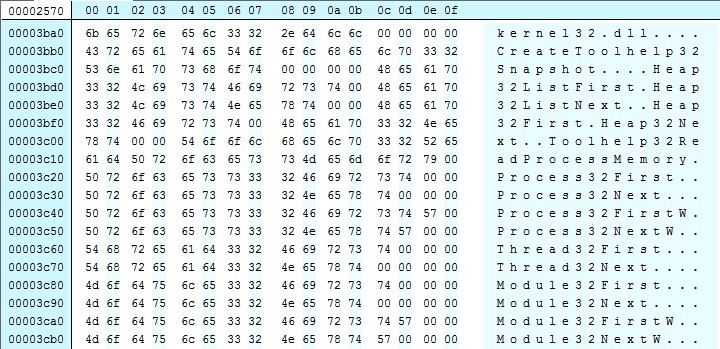 00002570 00 01 02 03 04 05 06 07 08 09 0a 0b 0c 0d 0e 0f
00003ba0 6b 65 72 6e 65 6c 33 32 2e 64 6c 6c 00 00 00 00 kernel32.dll....
00003bb0 43 72 65 61 74 65 54 6f 6f 6c 68 65 6c 70 33 32 CreateToolhelp32
00003bc0 53 6e 61 70 73 68 6f 74 00 00 00 00 48 65 61 70 Snapshot....Heap
00003bd0 33 32 4c 69 73 74 46 69 72 73 74 00 48 65 61 70 32ListFirst.Heap
00003be0 33 32 4c 69 73 74 4e 65 78 74 00 00 48 65 61 70 32ListNext..Heap
00003bf0 33 32 46 69 72 73 74 00 48 65 61 70 33 32 4e 65 32First.Heap32Ne
00003c00 78 74 00 00 54 6f 6f 6c 68 65 6c 70 33 32 52 65 xt..Toolhelp32Re
00003c10 61 64 50 72 6f 63 65 73 73 4d 65 6d 6f 72 79 00 adProcessMemory.
00003c20 50 72 6f 63 65 73 73 33 32 46 69 72 73 74 00 00 Process32First..
00003c30 50 72 6f 63 65 73 73 33 32 4e 65 78 74 00 00 00 Process32Next...
00003c40 50 72 6f 63 65 73 73 33 32 46 69 72 73 74 57 00 Process32FirstW.
00003c50 50 72 6f 63 65 73 73 33 32 4e 65 78 74 57 00 00 Process32NextW..
00003c60 54 68 72 65 61 64 33 32 46 69 72 73 74 00 00 00 Thread32First...
00003c70 54 68 72 65 61 64 33 32 4e 65 78 74 00 00 00 00 Thread32Next....
00003c80 4d 6f 64 75 6c 65 33 32 46 69 72 73 74 00 00 00 Module32First...
00003c90 4d 6f 64 75 6c 65 33 32 4e 65 78 74 00 00 00 00 Module32Next....
00003ca0 4d 6f 64 75 6c 65 33 32 46 69 72 73 74 57 00 00 Module32FirstW..
00003cb0 4d 6f 64 75 6c 65 33 32 4e 65 78 74 57 00 00 00 Module32NextW...